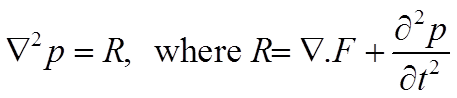 ∇²p = R, where R= ∇.F + ∂²p/∂t²